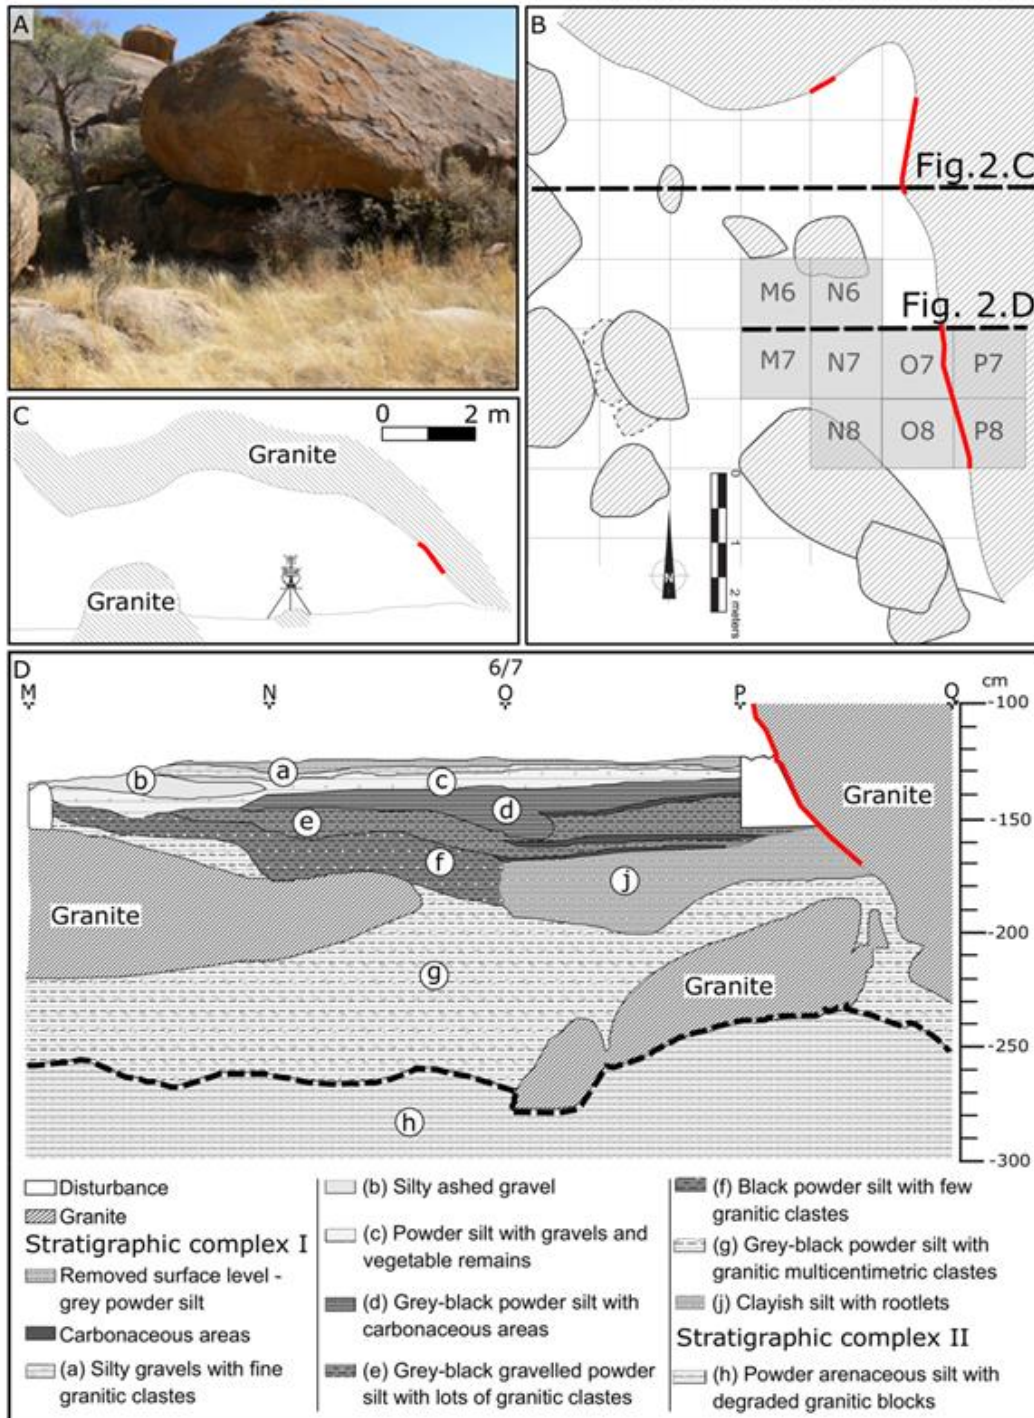 A
B
Fig.2.C
M6 N6
Fig. 2.D
M7 N7 O7 P7
N8 O8 P8
0
1
2 meters
N
C
0 2 m
Granite
Granite
D
6/7
M N O P Q
cm
-100
-150
-200
-250
-300
a
b
c
d
e
f
j
g
h
Granite
Granite
Granite
Disturbance
Granite
Stratigraphic complex I
Removed surface level -
grey powder silt
Carbonaceous areas
(a) Silty gravels with fine
granitic clastes
(b) Silty ashed gravel
(c) Powder silt with gravels and
vegetable remains
(d) Grey-black powder silt with
carbonaceous areas
(e) Grey-black gravelled powder
silt with lots of granitic clastes
(f) Black powder silt with few
granitic clastes
(g) Grey-black powder silt with
granitic multicentimetric clastes
(j) Clayish silt with rootlets
Stratigraphic complex II
(h) Powder arenaceous silt with
degraded granitic blocks